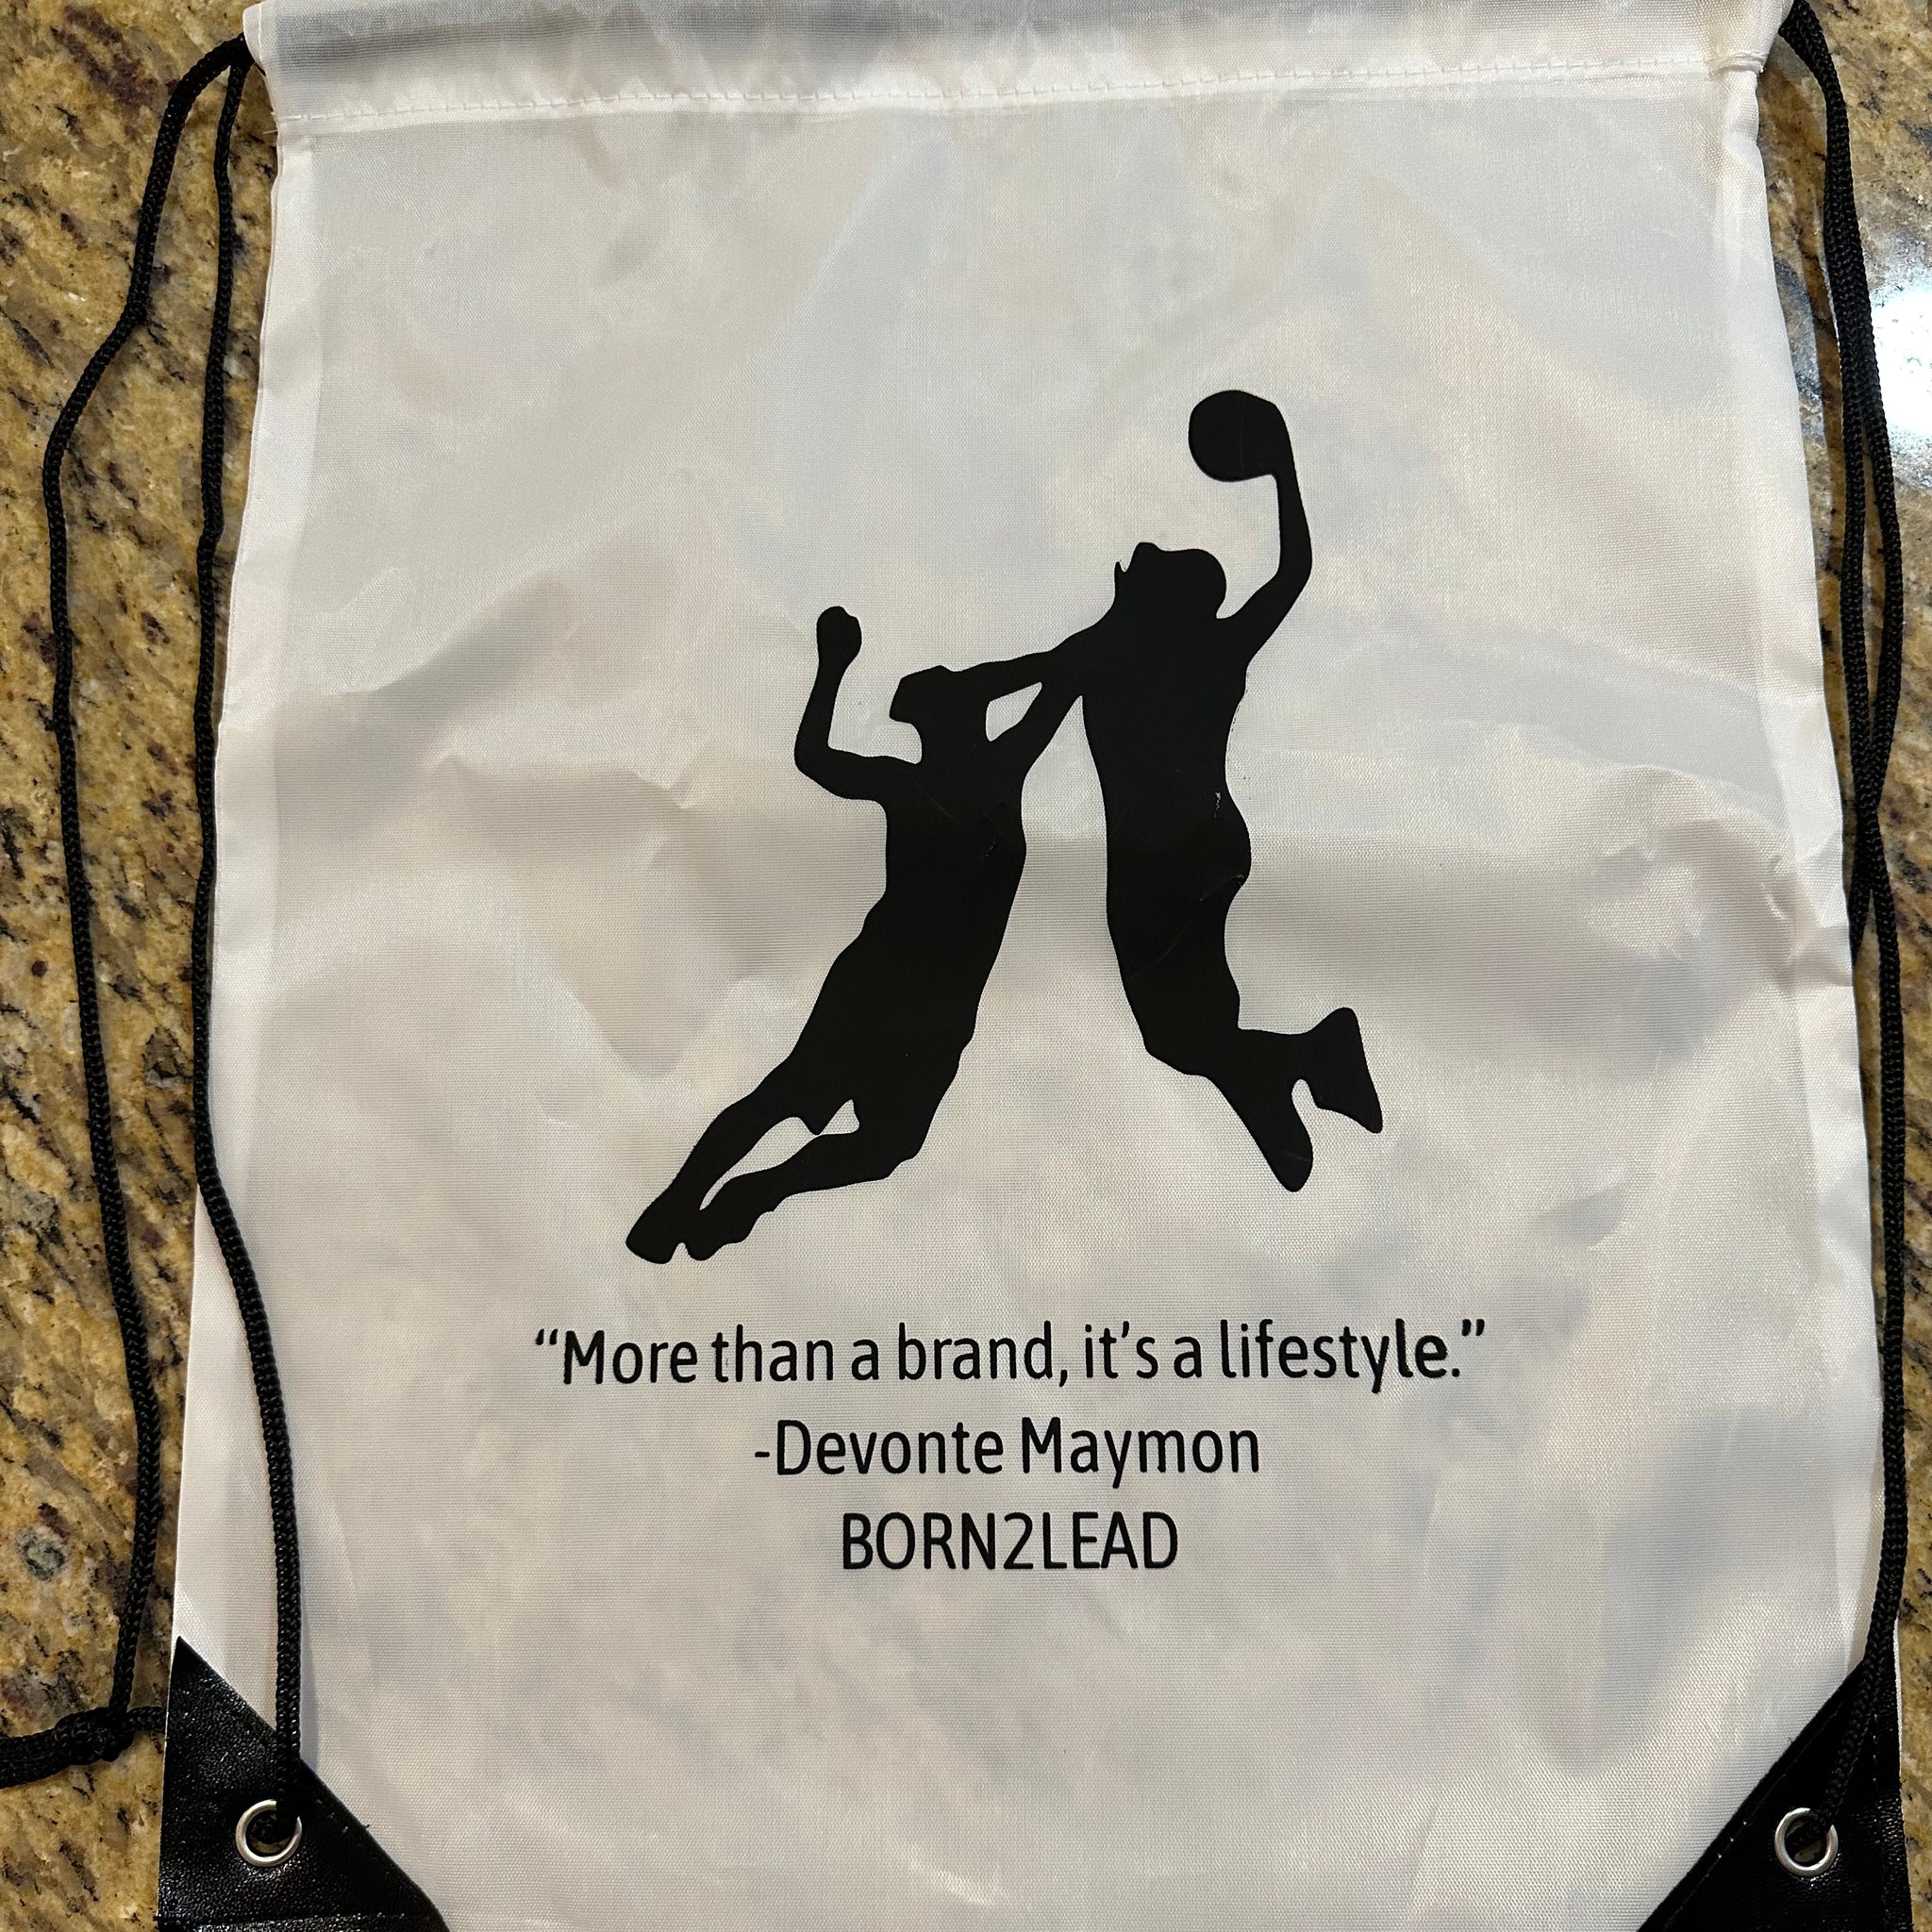 “More than a brand, it’s a lifestyle.”
-Devonte Maymon
BORN2LEAD